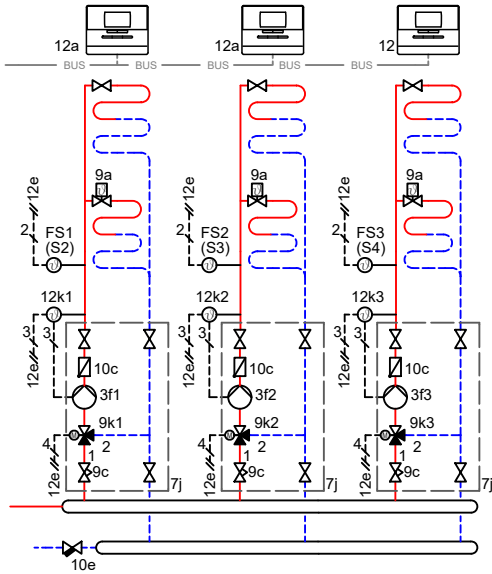 12a 12a 12
BUS BUS BUS BUS
9a 9a 9a
12e 12e 12e
2 FS1 2 FS2 2 FS3
(S2) (S3) (S4)
ϑ ϑ ϑ
12k1 12k2 12k3
3 3 3 3 3 3
12e 12e 12e
10c 10c 10c
3f1 3f2 3f3
9k1 9k2 9k3
4 M 2 4 M 2 4 M 2
1 1 1
12e 9c 12e 9c 12e 9c
7j 7j 7j
10e